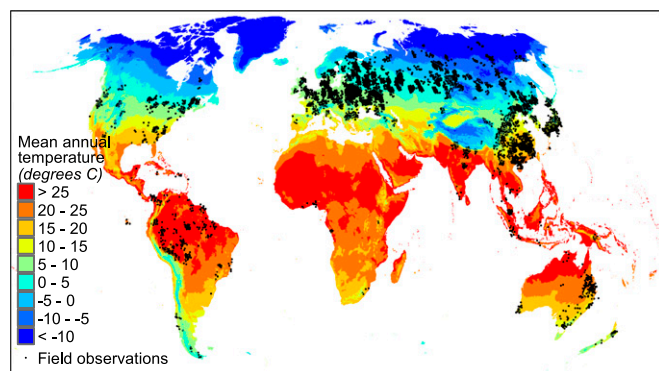 Mean annual
temperature
(degrees C)
> 25
20 - 25
15 - 20
10 - 15
5 - 10
0 - 5
-5 - 0
-10 - -5
< -10
· Field observations